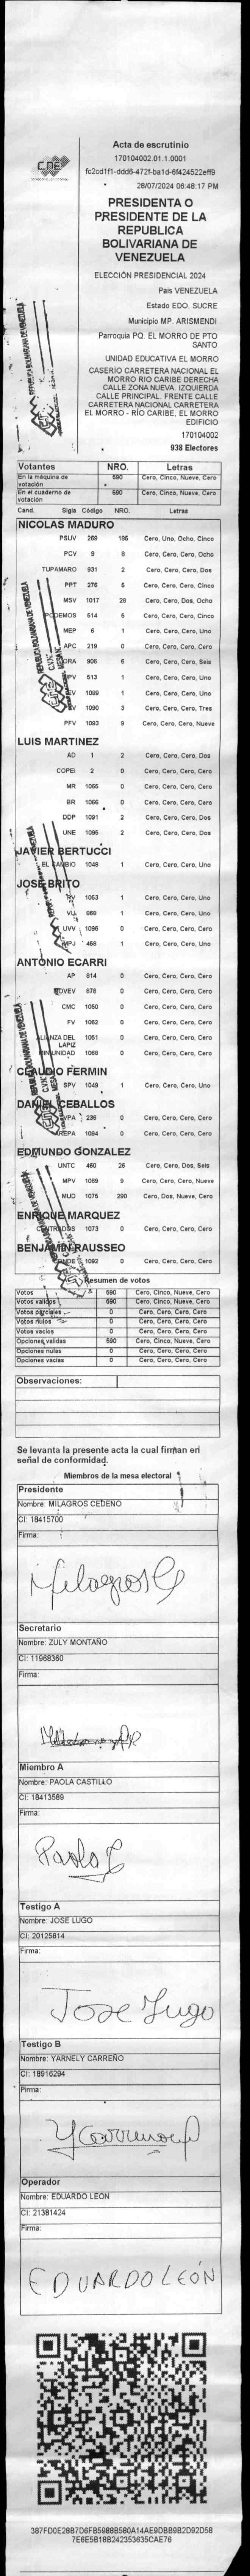 CNE
Acta de escrutinio
170104002.01.1.0001
fc2cd1f1-ddd6-472f-ba1d-6f424522eff9
28/07/2024 06:48:17 PM
PRESIDENTA O
PRESIDENTE DE LA
REPUBLICA
BOLIVARIANA DE
VENEZUELA
ELECCIÓN PRESIDENCIAL 2024
País VENEZUELA
Estado EDO. SUCRE
Municipio MP. ARISMENDI
Parroquia PQ. EL MORRO DE PTO
SANTO
UNIDAD EDUCATIVA EL MORRO
CASERÍO CARRETERA NACIONAL EL
MORRO RIO CARIBE DERECHA
CALLE ZONA NUEVA. IZQUIERDA
CALLE PRINCIPAL. FRENTE CALLE
CARRETERA NACIONAL CARRETERA
EL MORRO - RÍO CARIBE, EL MORRO
EDIFICIO
170104002
938 Electores
Votantes NRO. Letras
En la máquina de votación 590 Cero, Cinco, Nueve, Cero
En el cuaderno de votación 590 Cero, Cinco, Nueve, Cero
Cand. Sigla Código NRO. Letras
NICOLAS MADURO
PSUV 269 185 Cero, Uno, Ocho, Cinco
PCV 9 8 Cero, Cero, Cero, Ocho
TUPAMARO 931 2 Cero, Cero, Cero, Dos
PPT 276 5 Cero, Cero, Cero, Cinco
MSV 1017 28 Cero, Cero, Dos, Ocho
PODEMOS 514 5 Cero, Cero, Cero, Cinco
MEP 6 1 Cero, Cero, Cero, Uno
APC 219 0 Cero, Cero, Cero, Cero
ORA 906 6 Cero, Cero, Cero, Seis
UPV 513 1 Cero, Cero, Cero, Uno
EV 1089 1 Cero, Cero, Cero, Uno
1090 3 Cero, Cero, Cero, Tres
PFV 1093 9 Cero, Cero, Cero, Nueve
LUIS MARTINEZ
AD 1 2 Cero, Cero, Cero, Dos
COPEI 2 0 Cero, Cero, Cero, Cero
MR 1065 0 Cero, Cero, Cero, Cero
BR 1066 0 Cero, Cero, Cero, Cero
DDP 1091 2 Cero, Cero, Cero, Dos
UNE 1095 2 Cero, Cero, Cero, Dos
JAVIER BERTUCCI
EL CAMBIO 1048 1 Cero, Cero, Cero, Uno
JOSE BRITO
PV 1053 1 Cero, Cero, Cero, Uno
VU 868 1 Cero, Cero, Cero, Uno
UVV 1096 0 Cero, Cero, Cero, Cero
MPJ 458 1 Cero, Cero, Cero, Uno
ANTONIO ECARRI
AP 814 0 Cero, Cero, Cero, Cero
MOVEV 878 0 Cero, Cero, Cero, Cero
CMC 1050 0 Cero, Cero, Cero, Cero
FV 1062 0 Cero, Cero, Cero, Cero
ALIANZA DEL LAPIZ 1051 0 Cero, Cero, Cero, Cero
MINUNIDAD 1068 0 Cero, Cero, Cero, Cero
CLAUDIO FERMIN
SPV 1049 1 Cero, Cero, Cero, Uno
DANIEL CEBALLOS
VPA 236 0 Cero, Cero, Cero, Cero
AREPA 1094 0 Cero, Cero, Cero, Cero
EDMUNDO GONZALEZ
UNTC 460 26 Cero, Cero, Dos, Seis
MPV 1069 9 Cero, Cero, Cero, Nueve
MUD 1075 290 Cero, Dos, Nueve, Cero
ENRIQUE MARQUEZ
CENTRADOS 1073 0 Cero, Cero, Cero, Cero
BENJAMIN RAUSSEO
CONDE 1092 0 Cero, Cero, Cero, Cero
Resumen de votos
Votos 590 Cero, Cinco, Nueve, Cero
Votos validos 590 Cero, Cinco, Nueve, Cero
Votos parciales 0 Cero, Cero, Cero, Cero
Votos nulos 0 Cero, Cero, Cero, Cero
Votos vacios 0 Cero, Cero, Cero, Cero
Opciones validas 590 Cero, Cinco, Nueve, Cero
Opciones nulas 0 Cero, Cero, Cero, Cero
Opciones vacias 0 Cero, Cero, Cero, Cero
Observaciones:
Se levanta la presente acta la cual firman en
señal de conformidad.
Miembros de la mesa electoral
Presidente
Nombre: MILAGROS CEDEÑO
CI: 18415700
Firma:
Milagros C
Secretario
Nombre: ZULY MONTAÑO
CI: 11968360
Firma:
Miembro A
Nombre: PAOLA CASTILLO
CI: 18413589
Firma:
Paola C
Testigo A
Nombre: JOSE LUGO
CI: 20125814
Firma:
Jose Lugo
Testigo B
Nombre: YARNELY CARREÑO
CI: 18916294
Firma:
YCarreño
Operador
Nombre: EDUARDO LEÓN
CI: 21381424
Firma:
EDUARDO LEÓN
387FD0E28B7D6FB5988B580A14AE9DBB9B2D92D58
7E6E5B18B242353635CAE76